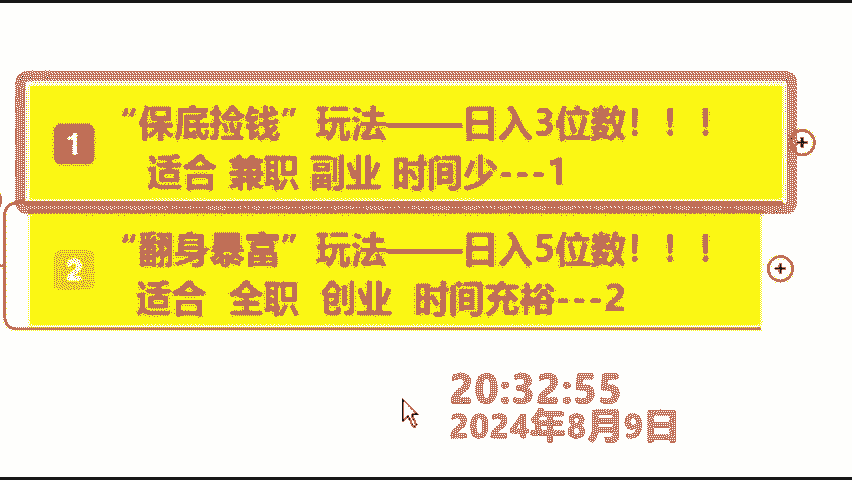 1
“保底捡钱”玩法——日入3位数！！！
适合 兼职 副业 时间少---1
2
“翻身暴富”玩法——日入5位数！！！
适合 全职 创业 时间充裕---2
20:32:55
2024年8月9日